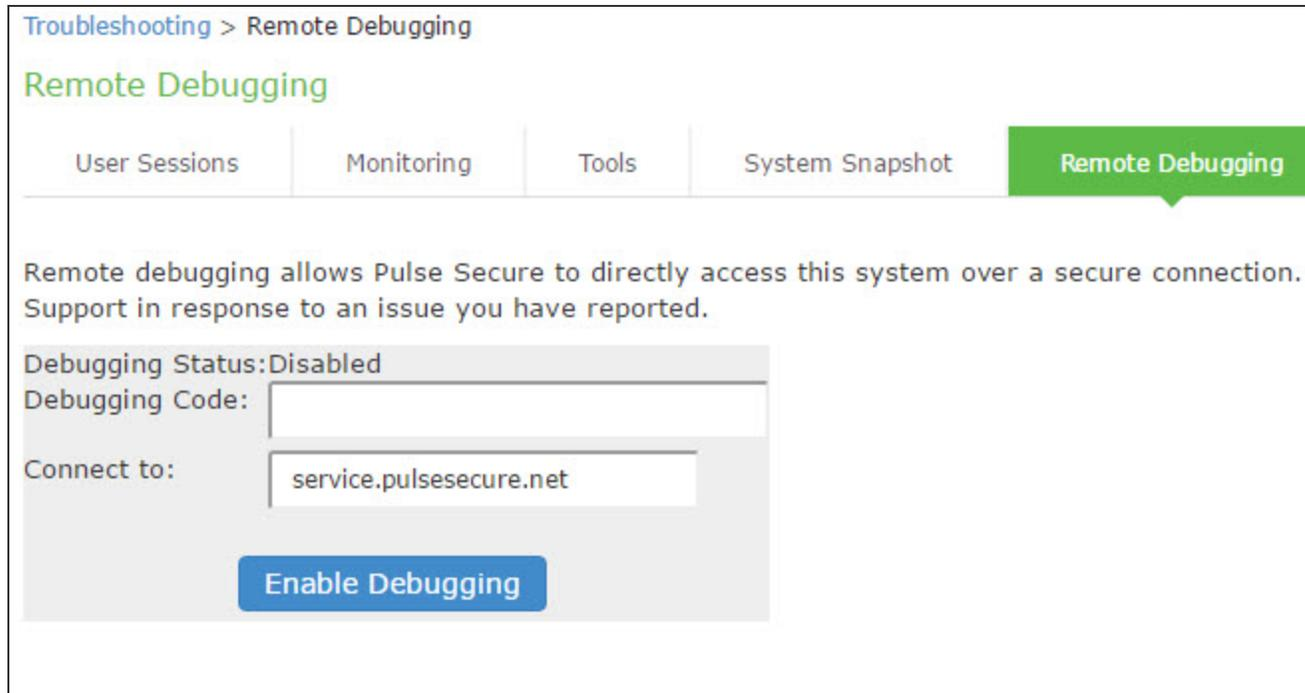 Troubleshooting > Remote Debugging
Remote Debugging
User Sessions Monitoring Tools System Snapshot Remote Debugging
Remote debugging allows Pulse Secure to directly access this system over a secure connection.
Support in response to an issue you have reported.
Debugging Status:Disabled
Debugging Code:
Connect to: service.pulsesecure.net
Enable Debugging